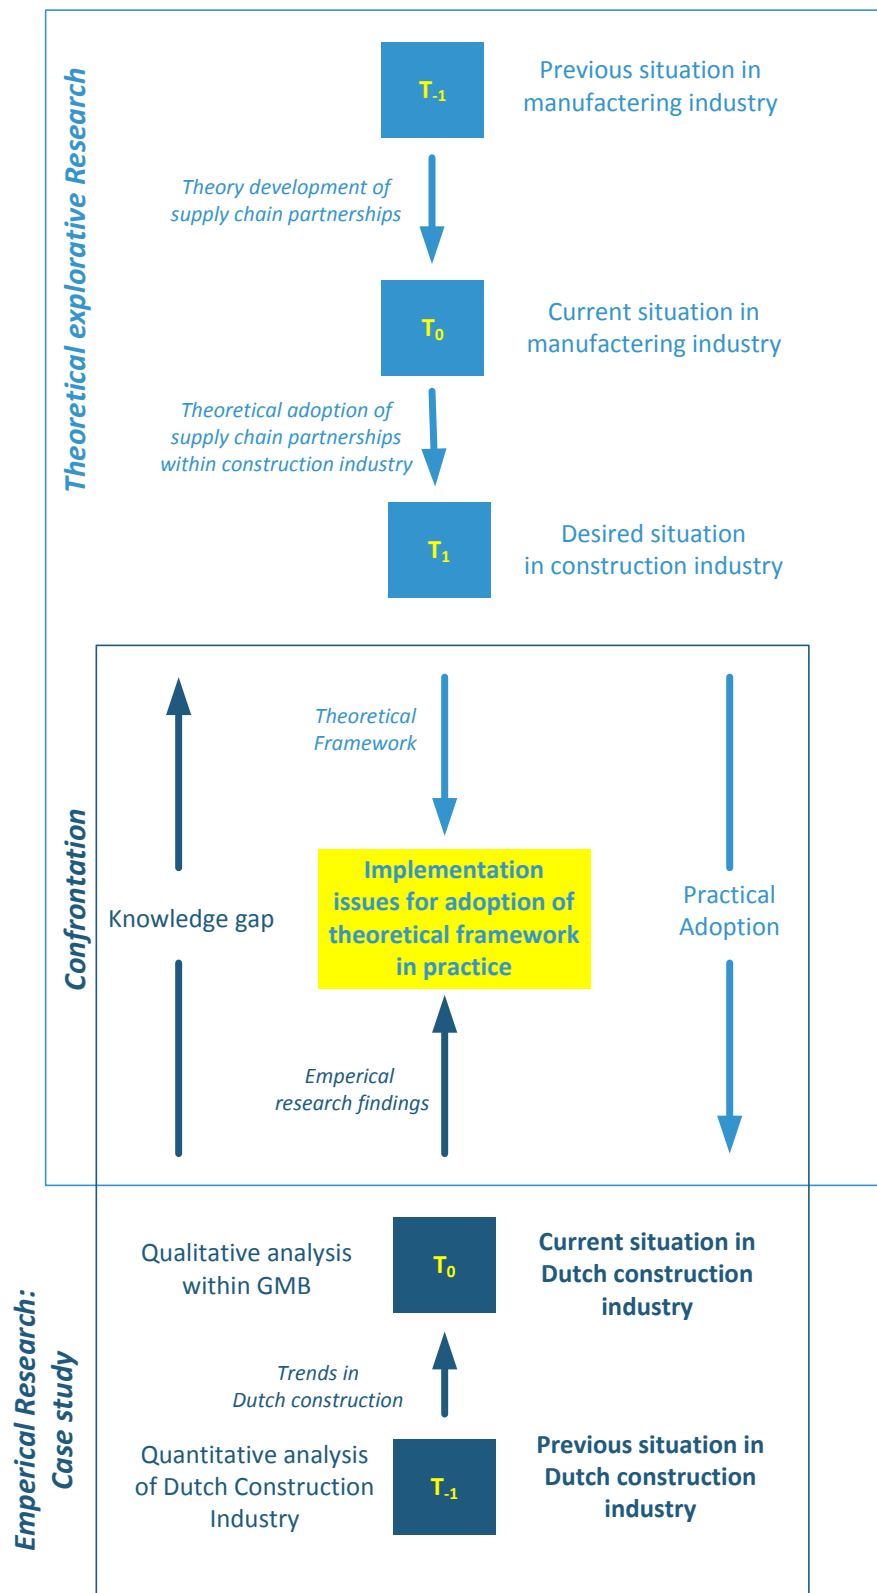 Theoretical explorative Research
T-1
Previous situation in
manufactering industry
Theory development of
supply chain partnerships
T0
Current situation in
manufactering industry
Theoretical adoption of
supply chain partnerships
within construction industry
T1
Desired situation
in construction industry
Confrontation
Theoretical
Framework
Knowledge gap
Implementation
issues for adoption of
theoretical framework
in practice
Practical
Adoption
Emperical
research findings
Emperical Research:
Case study
Qualitative analysis
within GMB
T0
Current situation in
Dutch construction
industry
Trends in
Dutch construction
Quantitative analysis
of Dutch Construction
Industry
T-1
Previous situation in
Dutch construction
industry